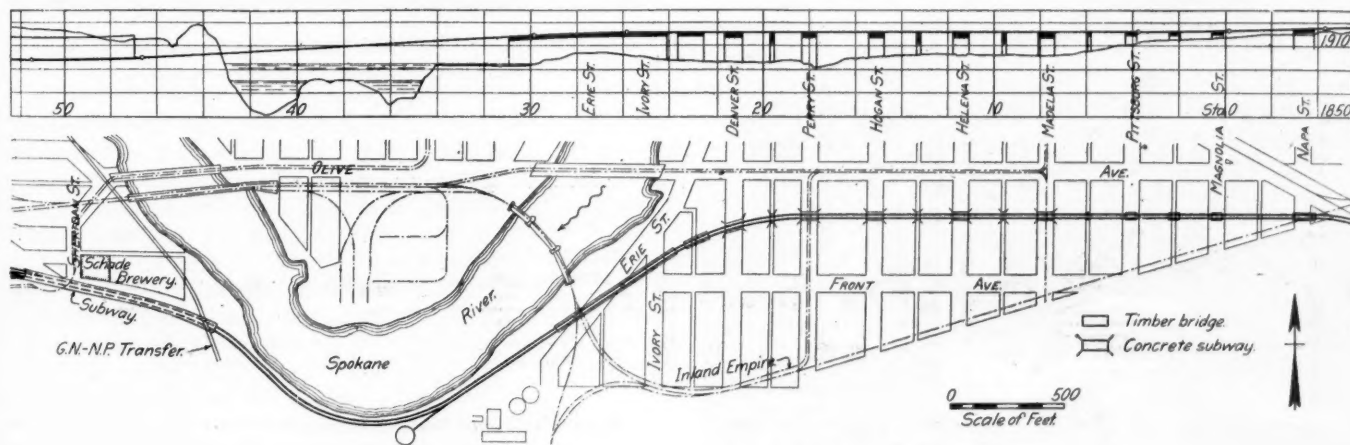 1910
50
40
30
20
10
Sta.0
1850
ERIE ST.
IVORY ST.
DENVER ST.
PERRY ST.
HOGAN ST.
HELENA ST.
MADELIA ST.
PITTSBURG ST.
MAGNOLIA ST.
NAPA ST.
OLIVE
AVE.
SHERIDAN ST.
Schade
Brewery.
Subway.
G.N.-N.P. Transfer.
River.
Spokane
ERIE ST.
IVORY ST.
FRONT AVE.
Inland Empire
Timber bridge.
Concrete subway.
0 500
Scale of Feet.